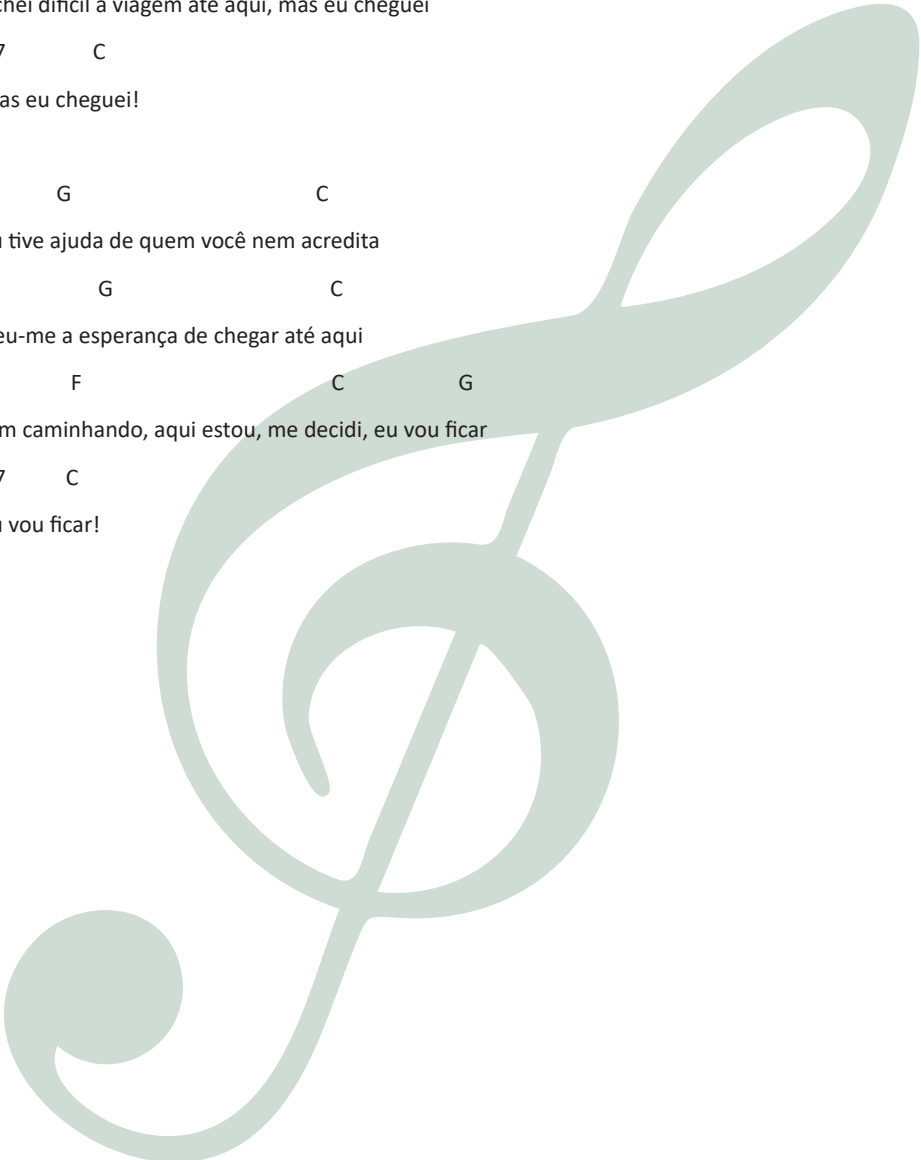 chei difícil a viagem até aqui, mas eu cheguei
7 C
as eu cheguei!
G C
tive ajuda de quem você nem acredita
G C
eu-me a esperança de chegar até aqui
F C G
m caminhando, aqui estou, me decidi, eu vou ficar
7 C
vou ficar!